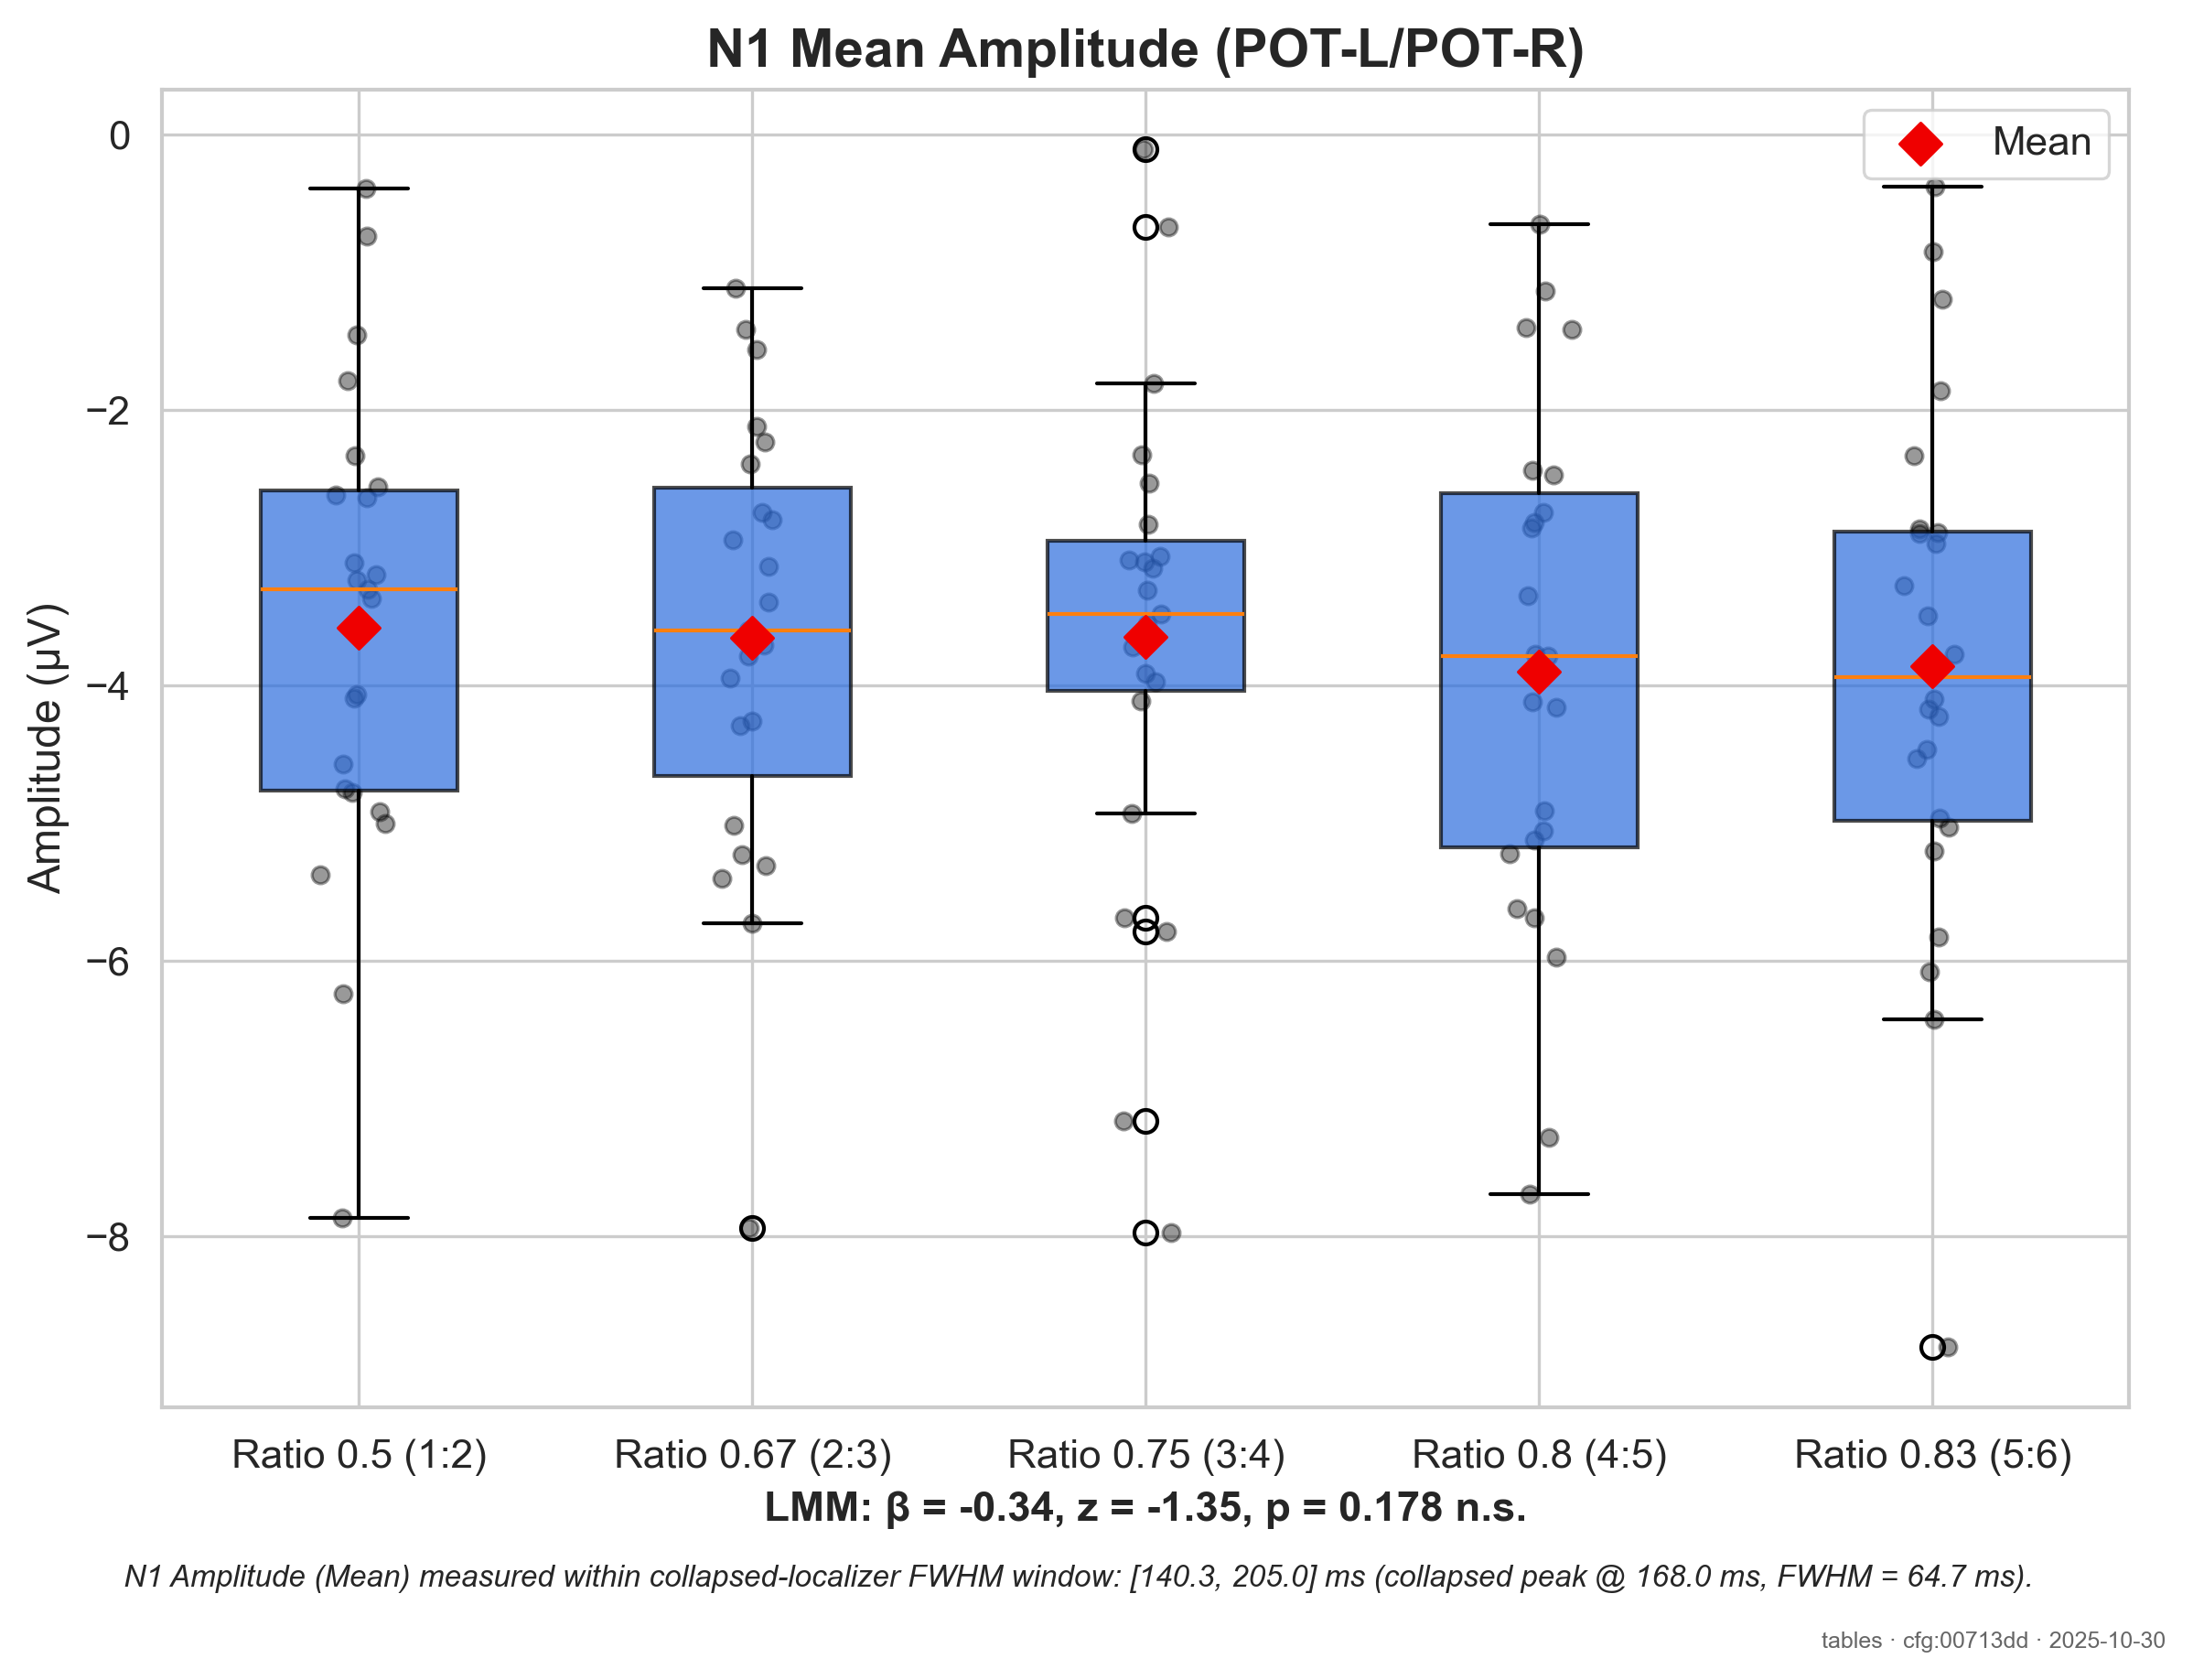 N1 Mean Amplitude (POT-L/POT-R)
Mean
0
−2
−4
−6
−8
Amplitude (µV)
Ratio 0.5 (1:2)
Ratio 0.67 (2:3)
Ratio 0.75 (3:4)
Ratio 0.8 (4:5)
Ratio 0.83 (5:6)
LMM: β = -0.34, z = -1.35, p = 0.178 n.s.
N1 Amplitude (Mean) measured within collapsed-localizer FWHM window: [140.3, 205.0] ms (collapsed peak @ 168.0 ms, FWHM = 64.7 ms).
tables · cfg:00713dd · 2025-10-30